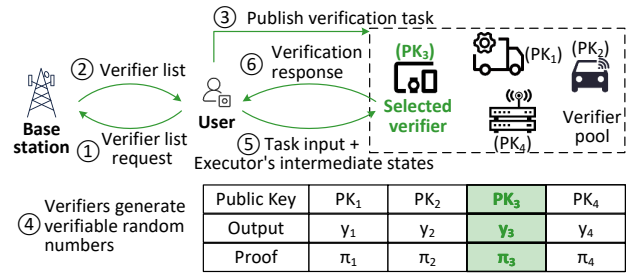 ③ Publish verification task
② Verifier list
⑥ Verification
response
(PK₃)
(PK₁)
(PK₂)
Base
station
User
Selected
verifier
(PK₄)
Verifier
pool
① Verifier list
request
⑤ Task input +
Executor's intermediate states
④ Verifiers generate
verifiable random
numbers
Public Key PK₁ PK₂ PK₃ PK₄
Output y₁ y₂ y₃ y₄
Proof π₁ π₂ π₃ π₄